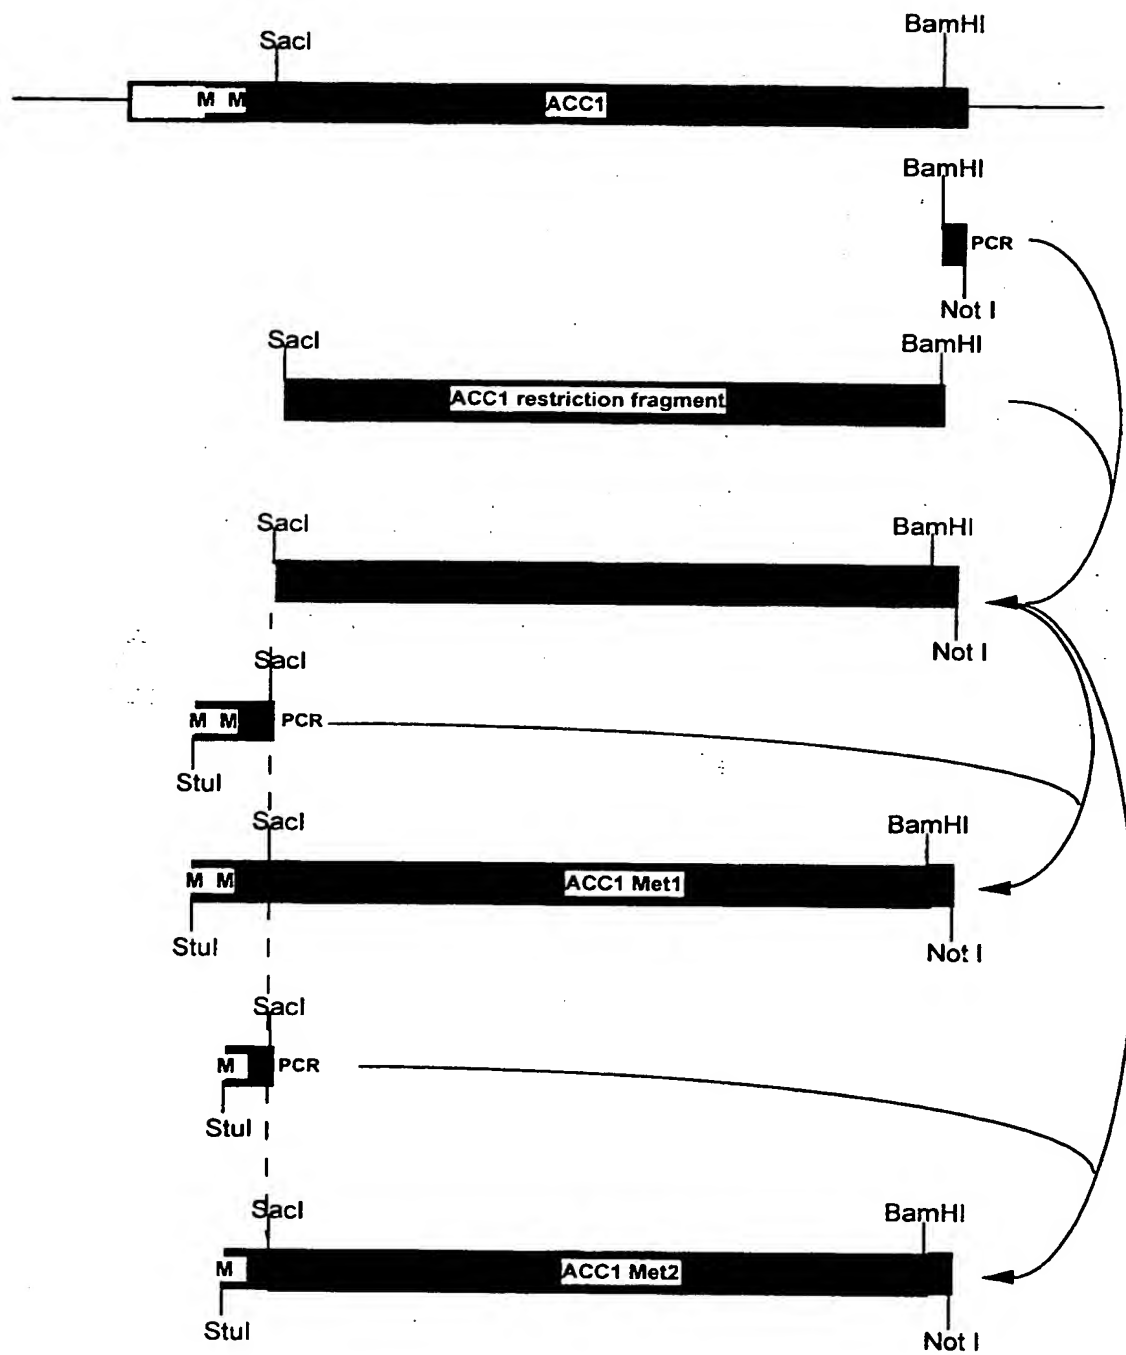 BamHI
SacI
M M ACC1
BamHI
PCR
Not I
SacI
BamHI
ACC1 restriction fragment
SacI
BamHI
Not I
SacI
M M PCR
StuI
SacI
BamHI
M M ACC1 Met1
StuI
Not I
SacI
M PCR
StuI
SacI
BamHI
M ACC1 Met2
StuI
Not I